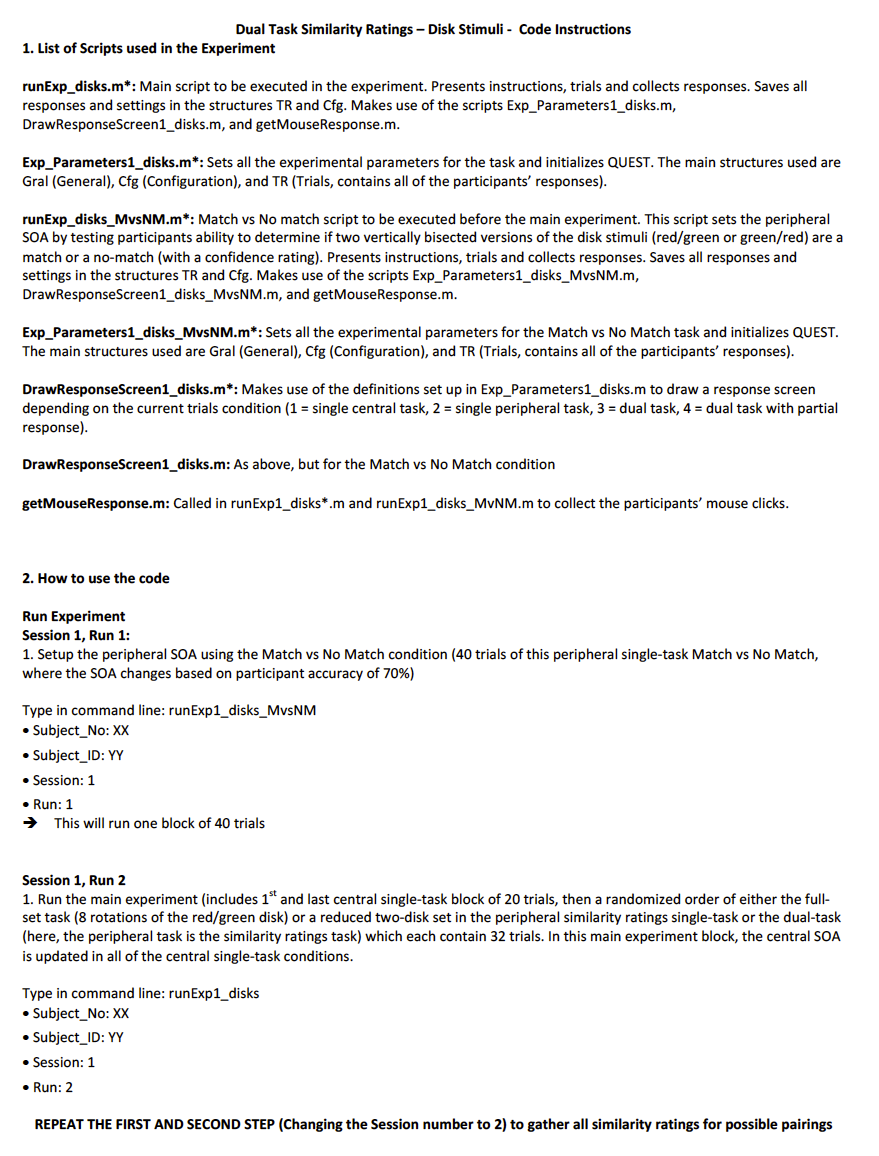 Dual Task Similarity Ratings – Disk Stimuli - Code Instructions
1. List of Scripts used in the Experiment
runExp_disks.m*: Main script to be executed in the experiment. Presents instructions, trials and collects responses. Saves all
responses and settings in the structures TR and Cfg. Makes use of the scripts Exp_Parameters1_disks.m,
DrawResponseScreen1_disks.m, and getMouseResponse.m.
Exp_Parameters1_disks.m*: Sets all the experimental parameters for the task and initializes QUEST. The main structures used are
Gral (General), Cfg (Configuration), and TR (Trials, contains all of the participants’ responses).
runExp_disks_MvsNM.m*: Match vs No match script to be executed before the main experiment. This script sets the peripheral
SOA by testing participants ability to determine if two vertically bisected versions of the disk stimuli (red/green or green/red) are a
match or a no-match (with a confidence rating). Presents instructions, trials and collects responses. Saves all responses and
settings in the structures TR and Cfg. Makes use of the scripts Exp_Parameters1_disks_MvsNM.m,
DrawResponseScreen1_disks_MvsNM.m, and getMouseResponse.m.
Exp_Parameters1_disks_MvsNM.m*: Sets all the experimental parameters for the Match vs No Match task and initializes QUEST.
The main structures used are Gral (General), Cfg (Configuration), and TR (Trials, contains all of the participants’ responses).
DrawResponseScreen1_disks.m*: Makes use of the definitions set up in Exp_Parameters1_disks.m to draw a response screen
depending on the current trials condition (1 = single central task, 2 = single peripheral task, 3 = dual task, 4 = dual task with partial
response).
DrawResponseScreen1_disks.m: As above, but for the Match vs No Match condition
getMouseResponse.m: Called in runExp1_disks*.m and runExp1_disks_MvNM.m to collect the participants’ mouse clicks.
2. How to use the code
Run Experiment
Session 1, Run 1:
1. Setup the peripheral SOA using the Match vs No Match condition (40 trials of this peripheral single-task Match vs No Match,
where the SOA changes based on participant accuracy of 70%)
Type in command line: runExp1_disks_MvsNM
• Subject_No: XX
• Subject_ID: YY
• Session: 1
• Run: 1
➔ This will run one block of 40 trials
Session 1, Run 2
1. Run the main experiment (includes 1st and last central single-task block of 20 trials, then a randomized order of either the full-
set task (8 rotations of the red/green disk) or a reduced two-disk set in the peripheral similarity ratings single-task or the dual-task
(here, the peripheral task is the similarity ratings task) which each contain 32 trials. In this main experiment block, the central SOA
is updated in all of the central single-task conditions.
Type in command line: runExp1_disks
• Subject_No: XX
• Subject_ID: YY
• Session: 1
• Run: 2
REPEAT THE FIRST AND SECOND STEP (Changing the Session number to 2) to gather all similarity ratings for possible pairings